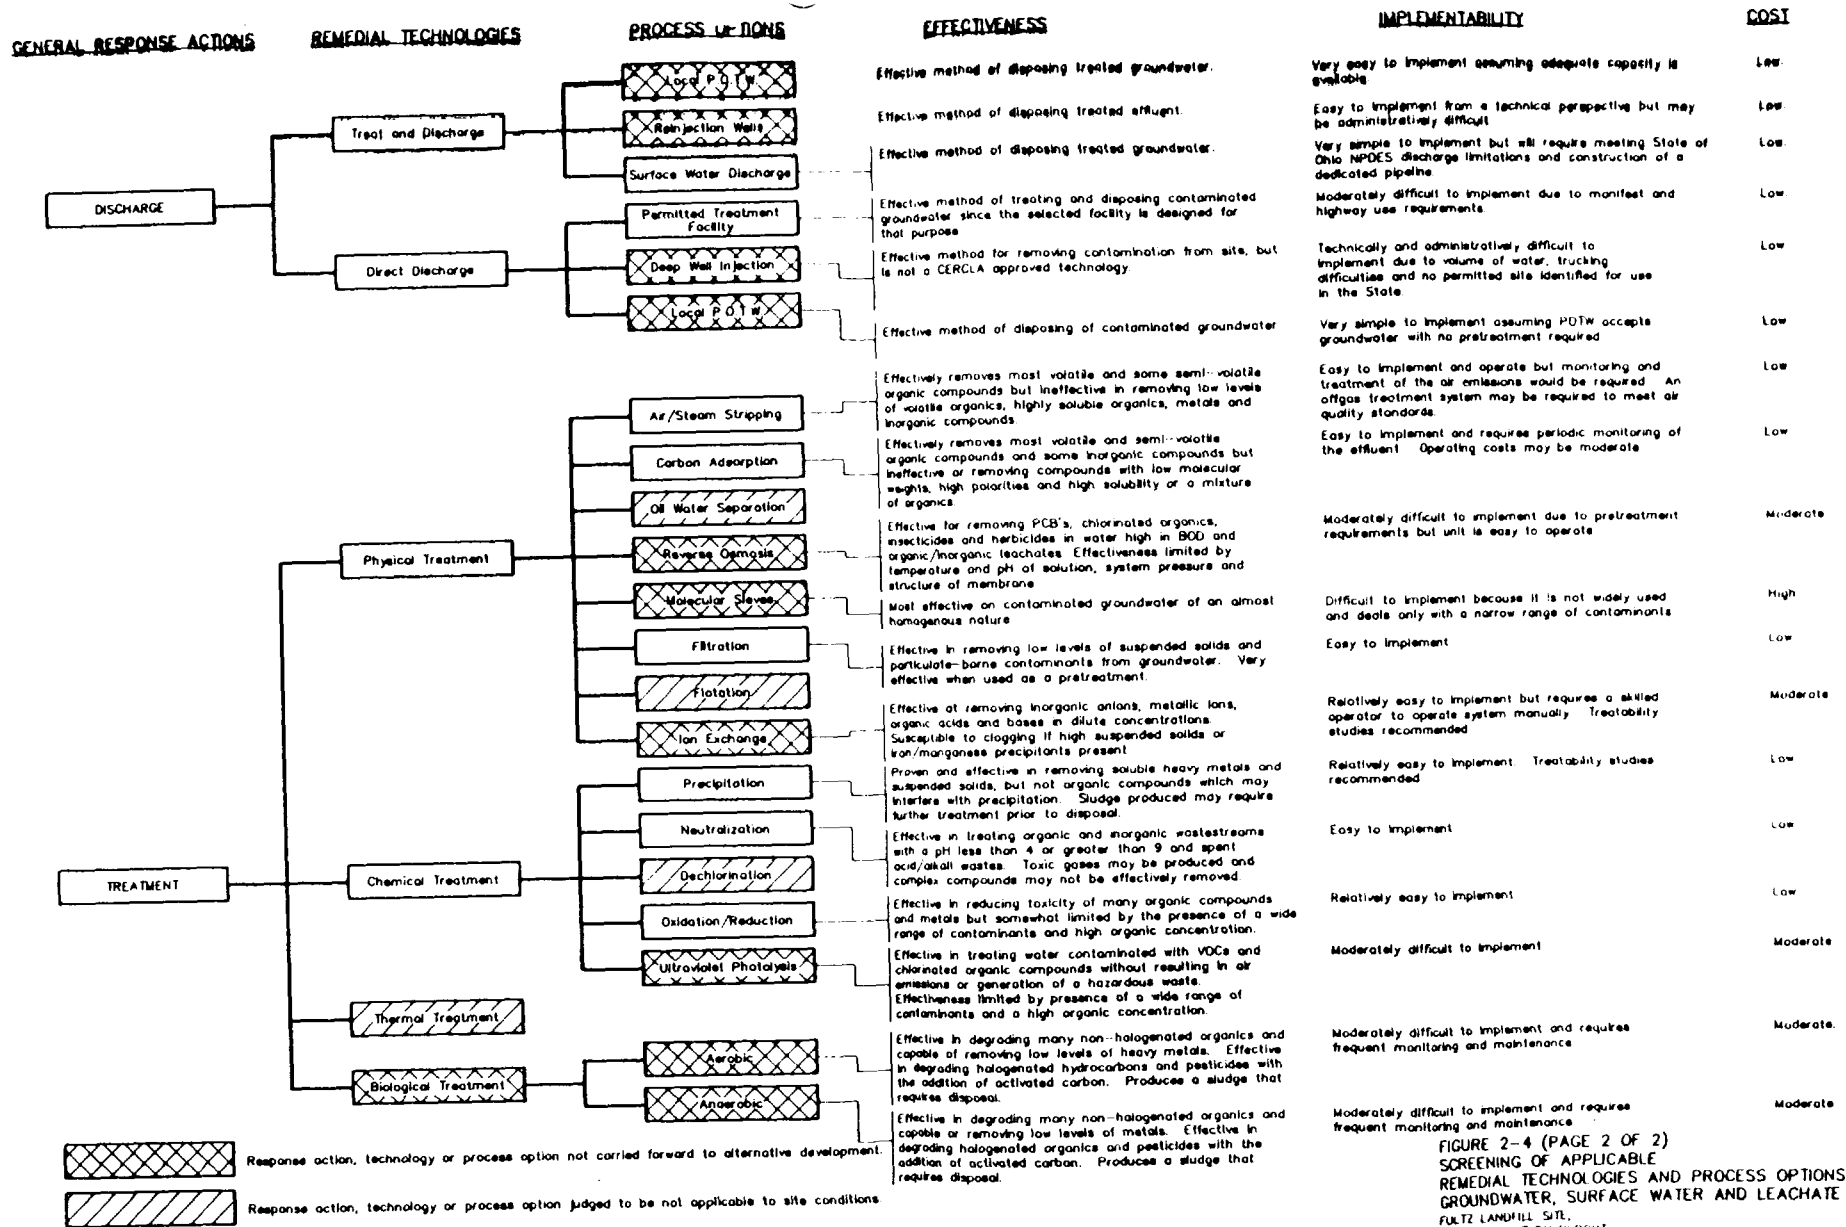 GENERAL RESPONSE ACTIONS
REMEDIAL TECHNOLOGIES
PROCESS OPTIONS
EFFECTIVENESS
IMPLEMENTABILITY
COST
DISCHARGE
Treat and Discharge
Local P.O.T.W.
Effective method of disposing treated groundwater.
Very easy to implement assuming adequate capacity is
available.
Low.
Reinjection Wells
Effective method of disposing treated effluent.
Easy to implement from a technical perspective but may
be administratively difficult
Low.
Surface Water Discharge
Effective method of disposing treated groundwater.
Very simple to implement but will require meeting State of
Ohio NPDES discharge limitations and construction of a
dedicated pipeline
Low.
Direct Discharge
Permitted Treatment
Facility
Effective method of treating and disposing contaminated
groundwater since the selected facility is designed for
that purpose
Moderately difficult to implement due to manifest and
highway use requirements.
Low.
Deep Well Injection
Effective method for removing contamination from site, but
is not a CERCLA approved technology.
Technically and administratively difficult to
implement due to volume of water, trucking
difficulties and no permitted site identified for use
in the State.
Low
Local P.O.T.W.
Effective method of disposing of contaminated groundwater
Very simple to implement assuming POTW accepts
groundwater with no pretreatment required
Low
TREATMENT
Physical Treatment
Air/Steam Stripping
Effectively removes most volatile and some semi-volatile
organic compounds but ineffective in removing low levels
of volatile organics, highly soluble organics, metals and
inorganic compounds.
Easy to implement and operate but monitoring and
treatment of the air emissions would be required An
offgas treatment system may be required to meet air
quality standards.
Low
Carbon Adsorption
Effectively removes most volatile and semi-volatile
organic compounds and some inorganic compounds but
ineffective or removing compounds with low molecular
weights, high polarities and high solubility or a mixture
of organics.
Easy to implement and requires periodic monitoring of
the effluent Operating costs may be moderate
Low
Oil Water Separation
Reverse Osmosis
Effective for removing PCB's, chlorinated organics,
insecticides and herbicides in water high in BOD and
organic/inorganic leachates. Effectiveness limited by
temperature and pH of solution, system pressure and
structure of membrane
Moderately difficult to implement due to pretreatment
requirements but unit is easy to operate
Moderate
Molecular Sieves
Most effective on contaminated groundwater of an almost
homogenous nature
Difficult to implement because it is not widely used
and deals only with a narrow range of contaminants
High
Filtration
Effective in removing low levels of suspended solids and
particulate-borne contaminants from groundwater. Very
effective when used as a pretreatment.
Easy to implement
Low
Flotation
Ion Exchange
Effective at removing inorganic anions, metallic ions,
organic acids and bases in dilute concentrations.
Susceptible to clogging if high suspended solids or
iron/manganese precipitants present
Relatively easy to implement but requires a skilled
operator to operate system manually Treatability
studies recommended
Moderate
Chemical Treatment
Precipitation
Proven and effective in removing soluble heavy metals and
suspended solids, but not organic compounds which may
interfere with precipitation. Sludge produced may require
further treatment prior to disposal.
Relatively easy to implement. Treatability studies
recommended
Low
Neutralization
Effective in treating organic and inorganic wastestreams
with a pH less than 4 or greater than 9 and spent
acid/alkali wastes. Toxic gases may be produced and
complex compounds may not be effectively removed.
Easy to implement
Low
Dechlorination
Oxidation/Reduction
Effective in reducing toxicity of many organic compounds
and metals but somewhat limited by the presence of a wide
range of contaminants and high organic concentration.
Relatively easy to implement
Low
Ultraviolet Photolysis
Effective in treating water contaminated with VOCs and
chlorinated organic compounds without resulting in air
emissions or generation of a hazardous waste.
Effectiveness limited by presence of a wide range of
contaminants and a high organic concentration.
Moderately difficult to implement
Moderate
Thermal Treatment
Biological Treatment
Aerobic
Effective in degrading many non-halogenated organics and
capable of removing low levels of heavy metals. Effective
in degrading halogenated hydrocarbons and pesticides with
the addition of activated carbon. Produces a sludge that
requires disposal.
Moderately difficult to implement and requires
frequent monitoring and maintenance
Moderate.
Anaerobic
Effective in degrading many non-halogenated organics and
capable or removing low levels of metals. Effective in
degrading halogenated organics and pesticides with the
addition of activated carbon. Produces a sludge that
requires disposal.
Moderately difficult to implement and requires
frequent monitoring and maintenance
Moderate
Response action, technology or process option not carried forward to alternative development.
Response action, technology or process option judged to be not applicable to site conditions.
FIGURE 2-4 (PAGE 2 OF 2)
SCREENING OF APPLICABLE
REMEDIAL TECHNOLOGIES AND PROCESS OPTIONS
GROUNDWATER, SURFACE WATER AND LEACHATE
FULTZ LANDFILL SITE,